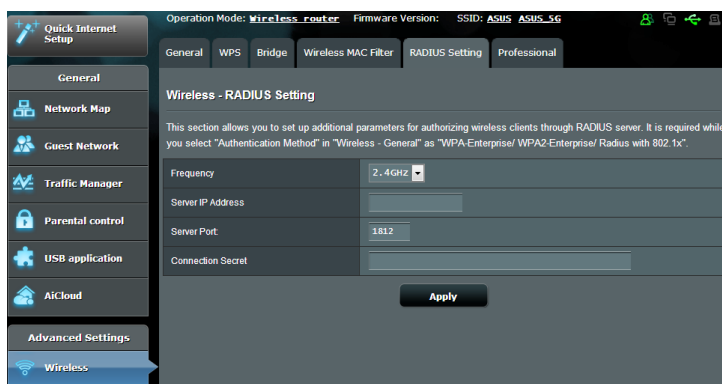 Quick Internet
Setup
Operation Mode: Wireless router Firmware Version: SSID: ASUS ASUS_5G
General WPS Bridge Wireless MAC Filter RADIUS Setting Professional
General
Network Map
Guest Network
Traffic Manager
Parental control
USB application
AiCloud
Advanced Settings
Wireless
Wireless - RADIUS Setting
This section allows you to set up additional parameters for authorizing wireless clients through RADIUS server. It is required while
you select "Authentication Method" in "Wireless - General" as "WPA-Enterprise/ WPA2-Enterprise/ Radius with 802.1x".
Frequency 2.4GHz
Server IP Address
Server Port: 1812
Connection Secret
Apply